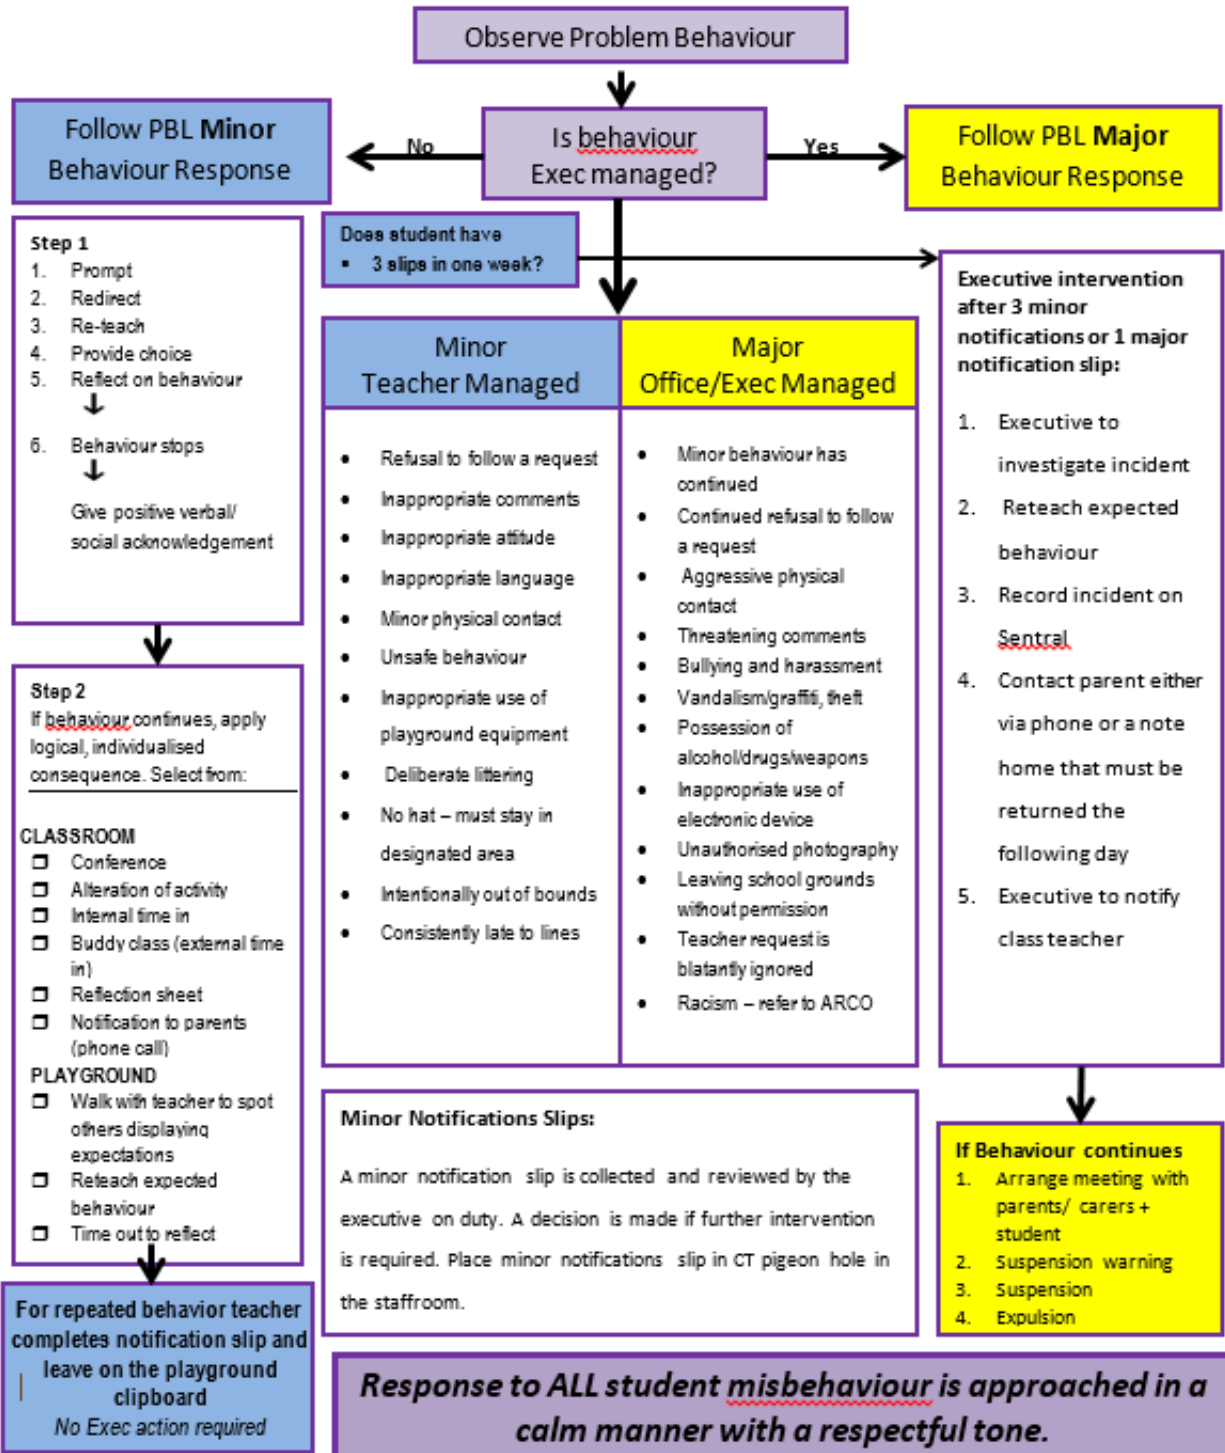 Observe Problem Behaviour
Follow PBL Minor
Behaviour Response
No
Is behaviour
Exec managed?
Yes
Follow PBL Major
Behaviour Response
Step 1
1. Prompt
2. Redirect
3. Re-teach
4. Provide choice
5. Reflect on behaviour
6. Behaviour stops
Give positive verbal/
social acknowledgement
Does student have
▪ 3 slips in one week?
Step 2
If behaviour continues, apply
logical, individualised
consequence. Select from:
CLASSROOM
❒ Conference
❒ Alteration of activity
❒ Internal time in
❒ Buddy class (external time
in)
❒ Reflection sheet
❒ Notification to parents
(phone call)
PLAYGROUND
❒ Walk with teacher to spot
others displaying
expectations
❒ Reteach expected
behaviour
❒ Time out to reflect
For repeated behavior teacher
completes notification slip and
leave on the playground
clipboard
No Exec action required
Minor
Teacher Managed
• Refusal to follow a request
• Inappropriate comments
• Inappropriate attitude
• Inappropriate language
• Minor physical contact
• Unsafe behaviour
• Inappropriate use of
playground equipment
• Deliberate littering
• No hat – must stay in
designated area
• Intentionally out of bounds
• Consistently late to lines
Major
Office/Exec Managed
• Minor behaviour has
continued
• Continued refusal to follow
a request
• Aggressive physical
contact
• Threatening comments
• Bullying and harassment
• Vandalism/graffiti, theft
• Possession of
alcohol/drugs/weapons
• Inappropriate use of
electronic device
• Unauthorised photography
• Leaving school grounds
without permission
• Teacher request is
blatantly ignored
• Racism – refer to ARCO
Executive intervention
after 3 minor
notifications or 1 major
notification slip:
1. Executive to
investigate incident
2. Reteach expected
behaviour
3. Record incident on
Sentral
4. Contact parent either
via phone or a note
home that must be
returned the
following day
5. Executive to notify
class teacher
Minor Notifications Slips:
A minor notification slip is collected and reviewed by the
executive on duty. A decision is made if further intervention
is required. Place minor notifications slip in CT pigeon hole in
the staffroom.
If Behaviour continues
1. Arrange meeting with
parents/ carers +
student
2. Suspension warning
3. Suspension
4. Expulsion
Response to ALL student misbehaviour is approached in a
calm manner with a respectful tone.